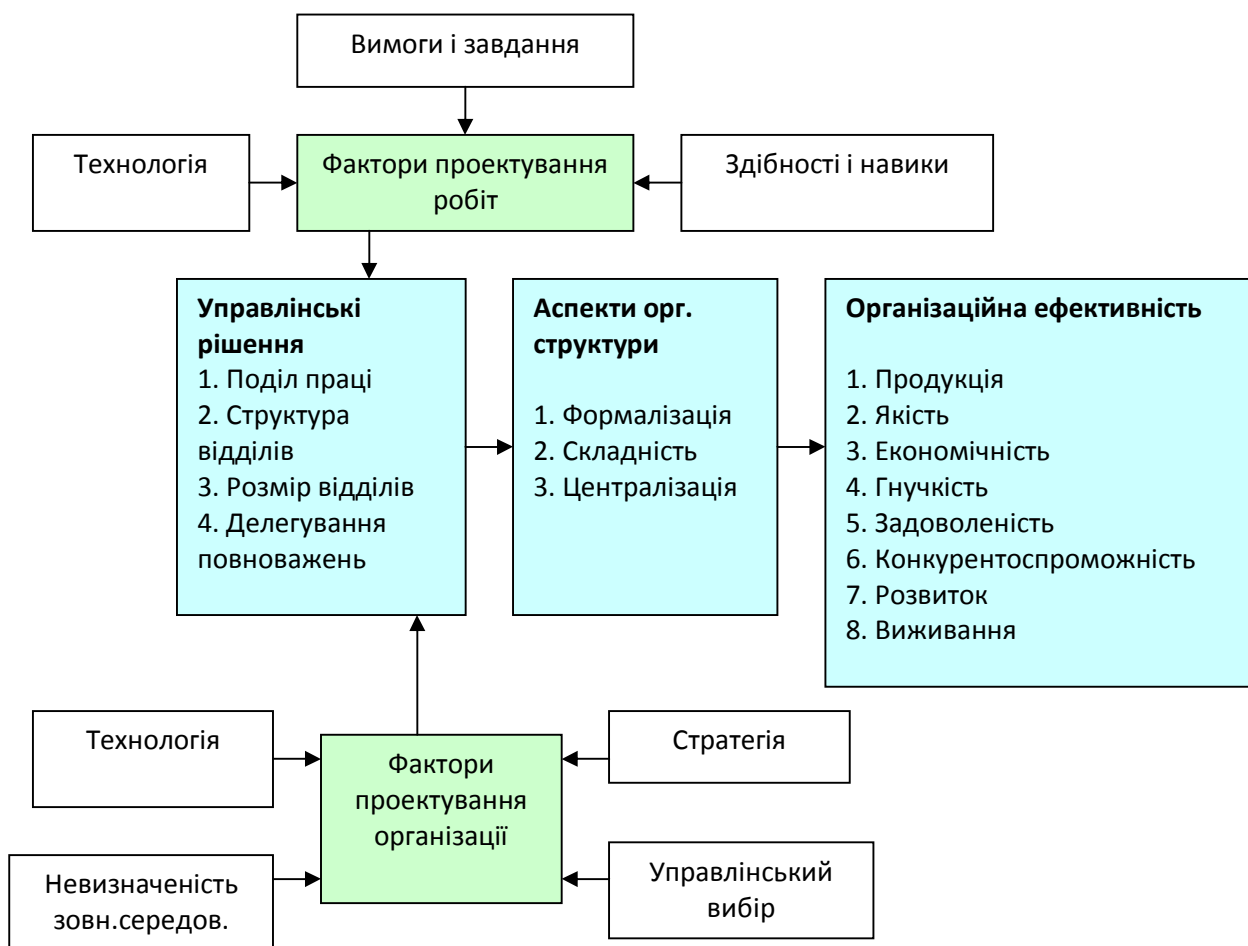 Вимоги і завдання
Технологія
Фактори проектування
робіт
Здібності і навики
Управлінські
рішення
1. Поділ праці
2. Структура
відділів
3. Розмір відділів
4. Делегування
повноважень
Аспекти орг.
структури
1. Формалізація
2. Складність
3. Централізація
Організаційна ефективність
1. Продукція
2. Якість
3. Економічність
4. Гнучкість
5. Задоволеність
6. Конкурентоспроможність
7. Розвиток
8. Виживання
Технологія
Фактори
проектування
організації
Стратегія
Невизначеність
зовн.середов.
Управлінський
вибір